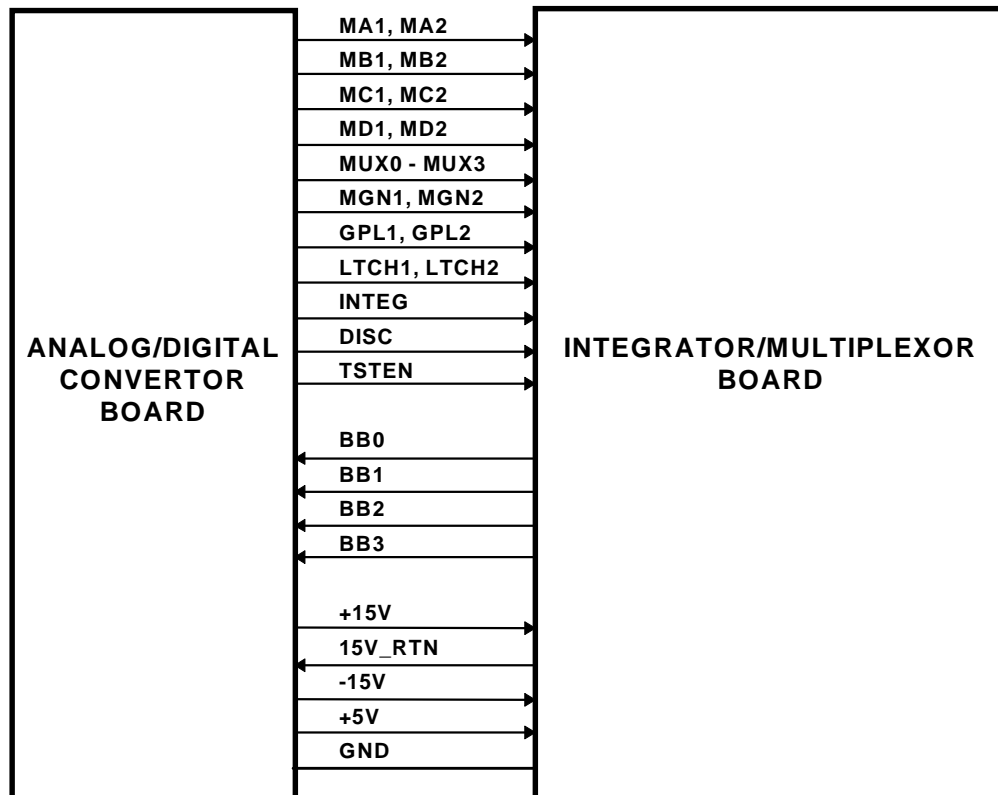 MA1, MA2
MB1, MB2
MC1, MC2
MD1, MD2
MUX0 - MUX3
MGN1, MGN2
GPL1, GPL2
LTCH1, LTCH2
INTEG
DISC
TSTEN
ANALOG/DIGITAL
CONVERTOR
BOARD
INTEGRATOR/MULTIPLEXOR
BOARD
BB0
BB1
BB2
BB3
+15V
15V_RTN
-15V
+5V
GND